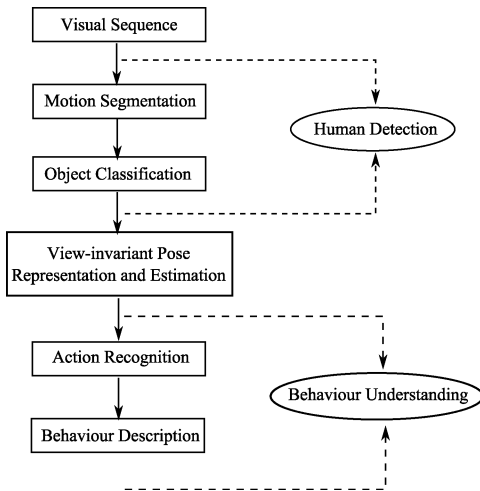 Visual Sequence
Motion Segmentation
Human Detection
Object Classification
View-invariant Pose
Representation and Estimation
Action Recognition
Behaviour Understanding
Behaviour Description